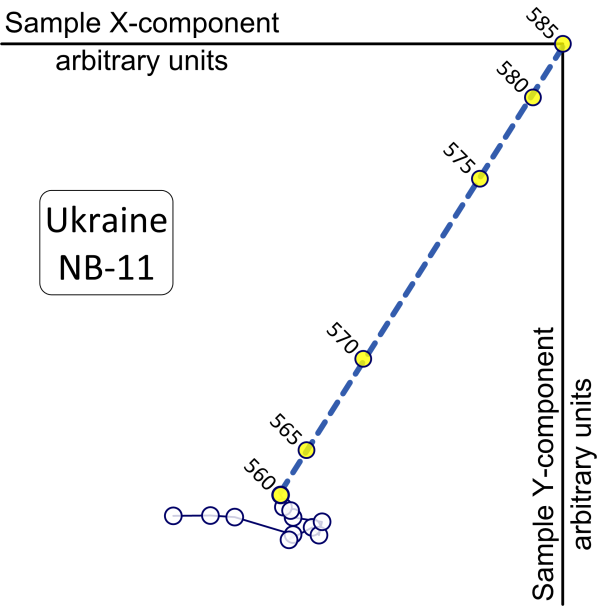 Sample X-component
arbitrary units
585
580
575
Ukraine
NB-11
570
565
560
Sample Y-component
arbitrary units